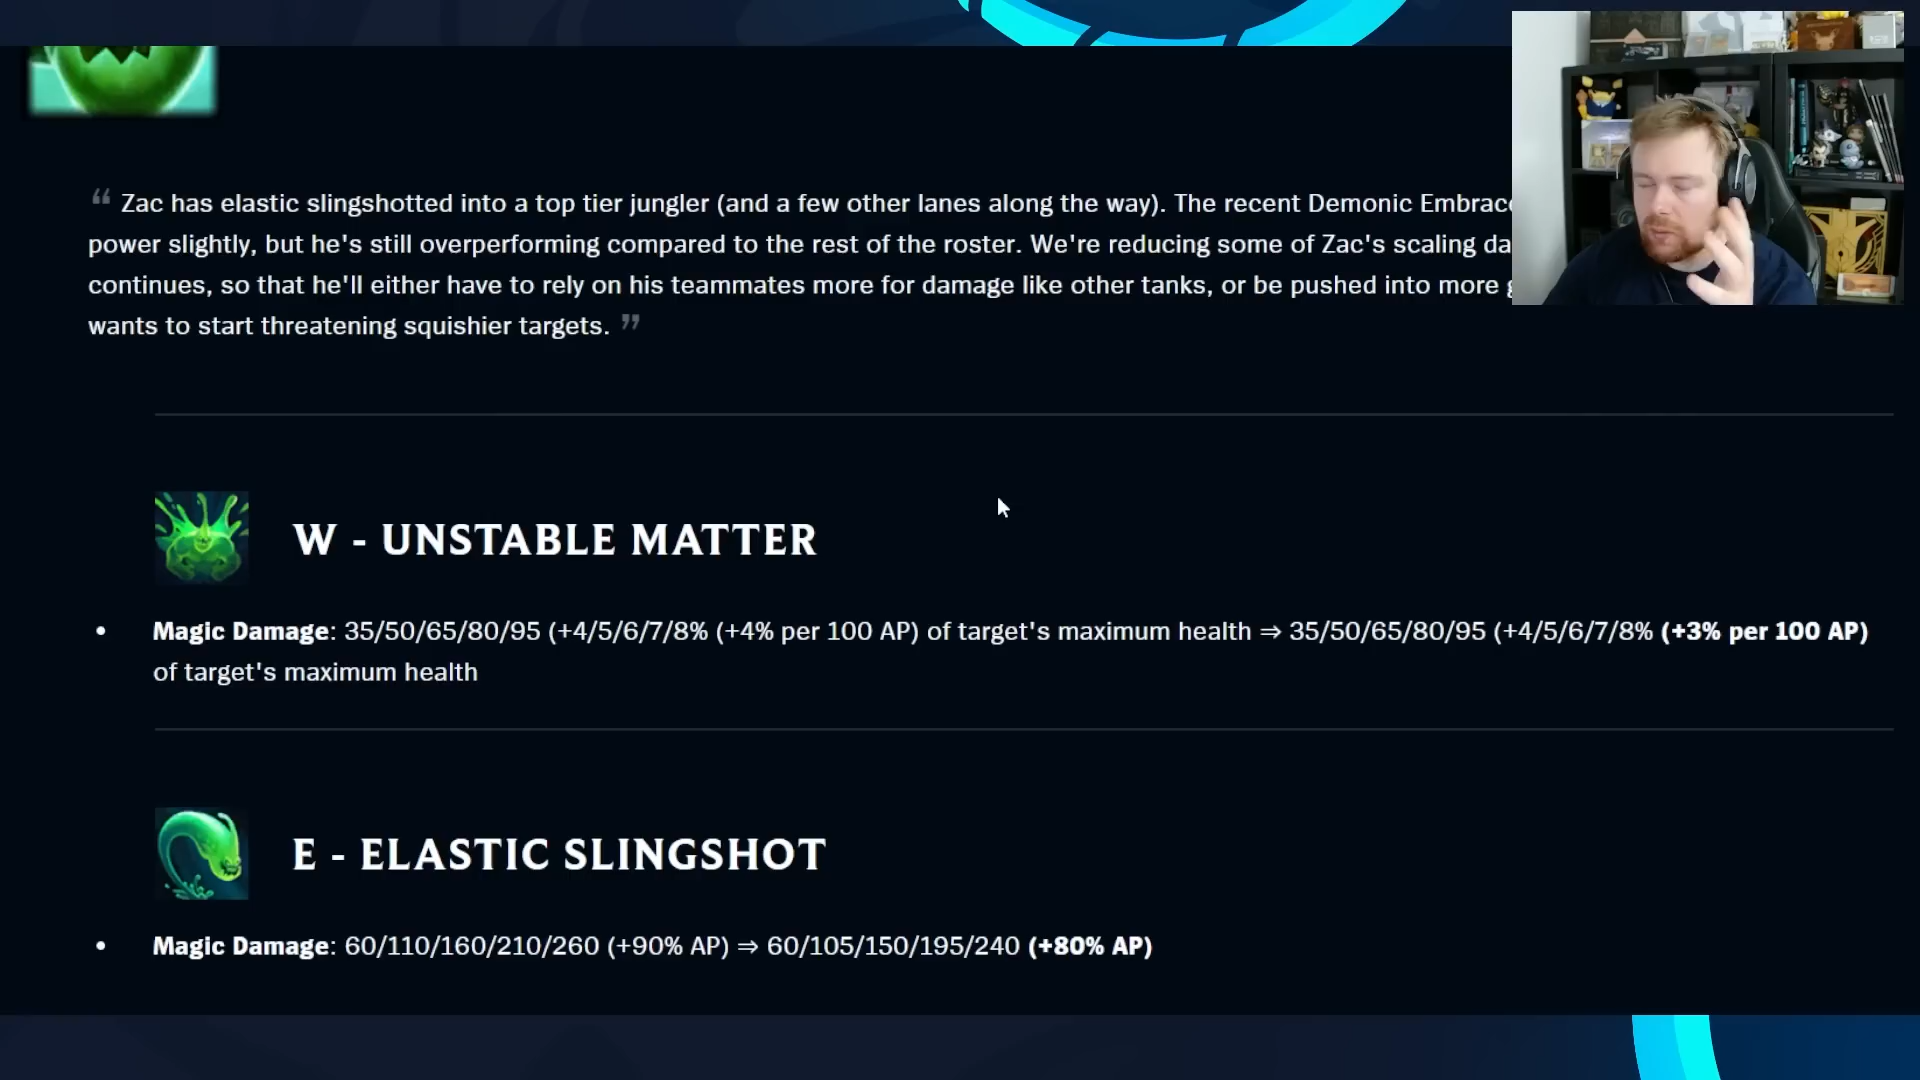 “ Zac has elastic slingshotted into a top tier jungler (and a few other lanes along the way). The recent Demonic Embrac
power slightly, but he's still overperforming compared to the rest of the roster. We're reducing some of Zac's scaling da
continues, so that he'll either have to rely on his teammates more for damage like other tanks, or be pushed into more
wants to start threatening squishier targets. ”
W - UNSTABLE MATTER
• Magic Damage: 35/50/65/80/95 (+4/5/6/7/8% (+4% per 100 AP) of target's maximum health ⇒ 35/50/65/80/95 (+4/5/6/7/8% (+3% per 100 AP)
of target's maximum health
E - ELASTIC SLINGSHOT
• Magic Damage: 60/110/160/210/260 (+90% AP) ⇒ 60/105/150/195/240 (+80% AP)